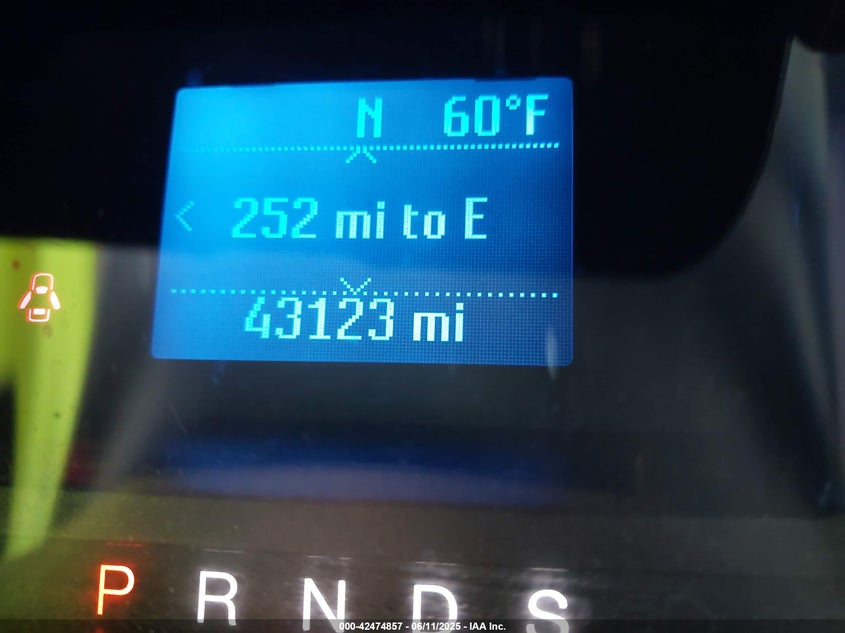 N 60°F
< 252 mi to E
43123 mi
P R N D S
000-42474857 - 06/11/2025 - IAA Inc.